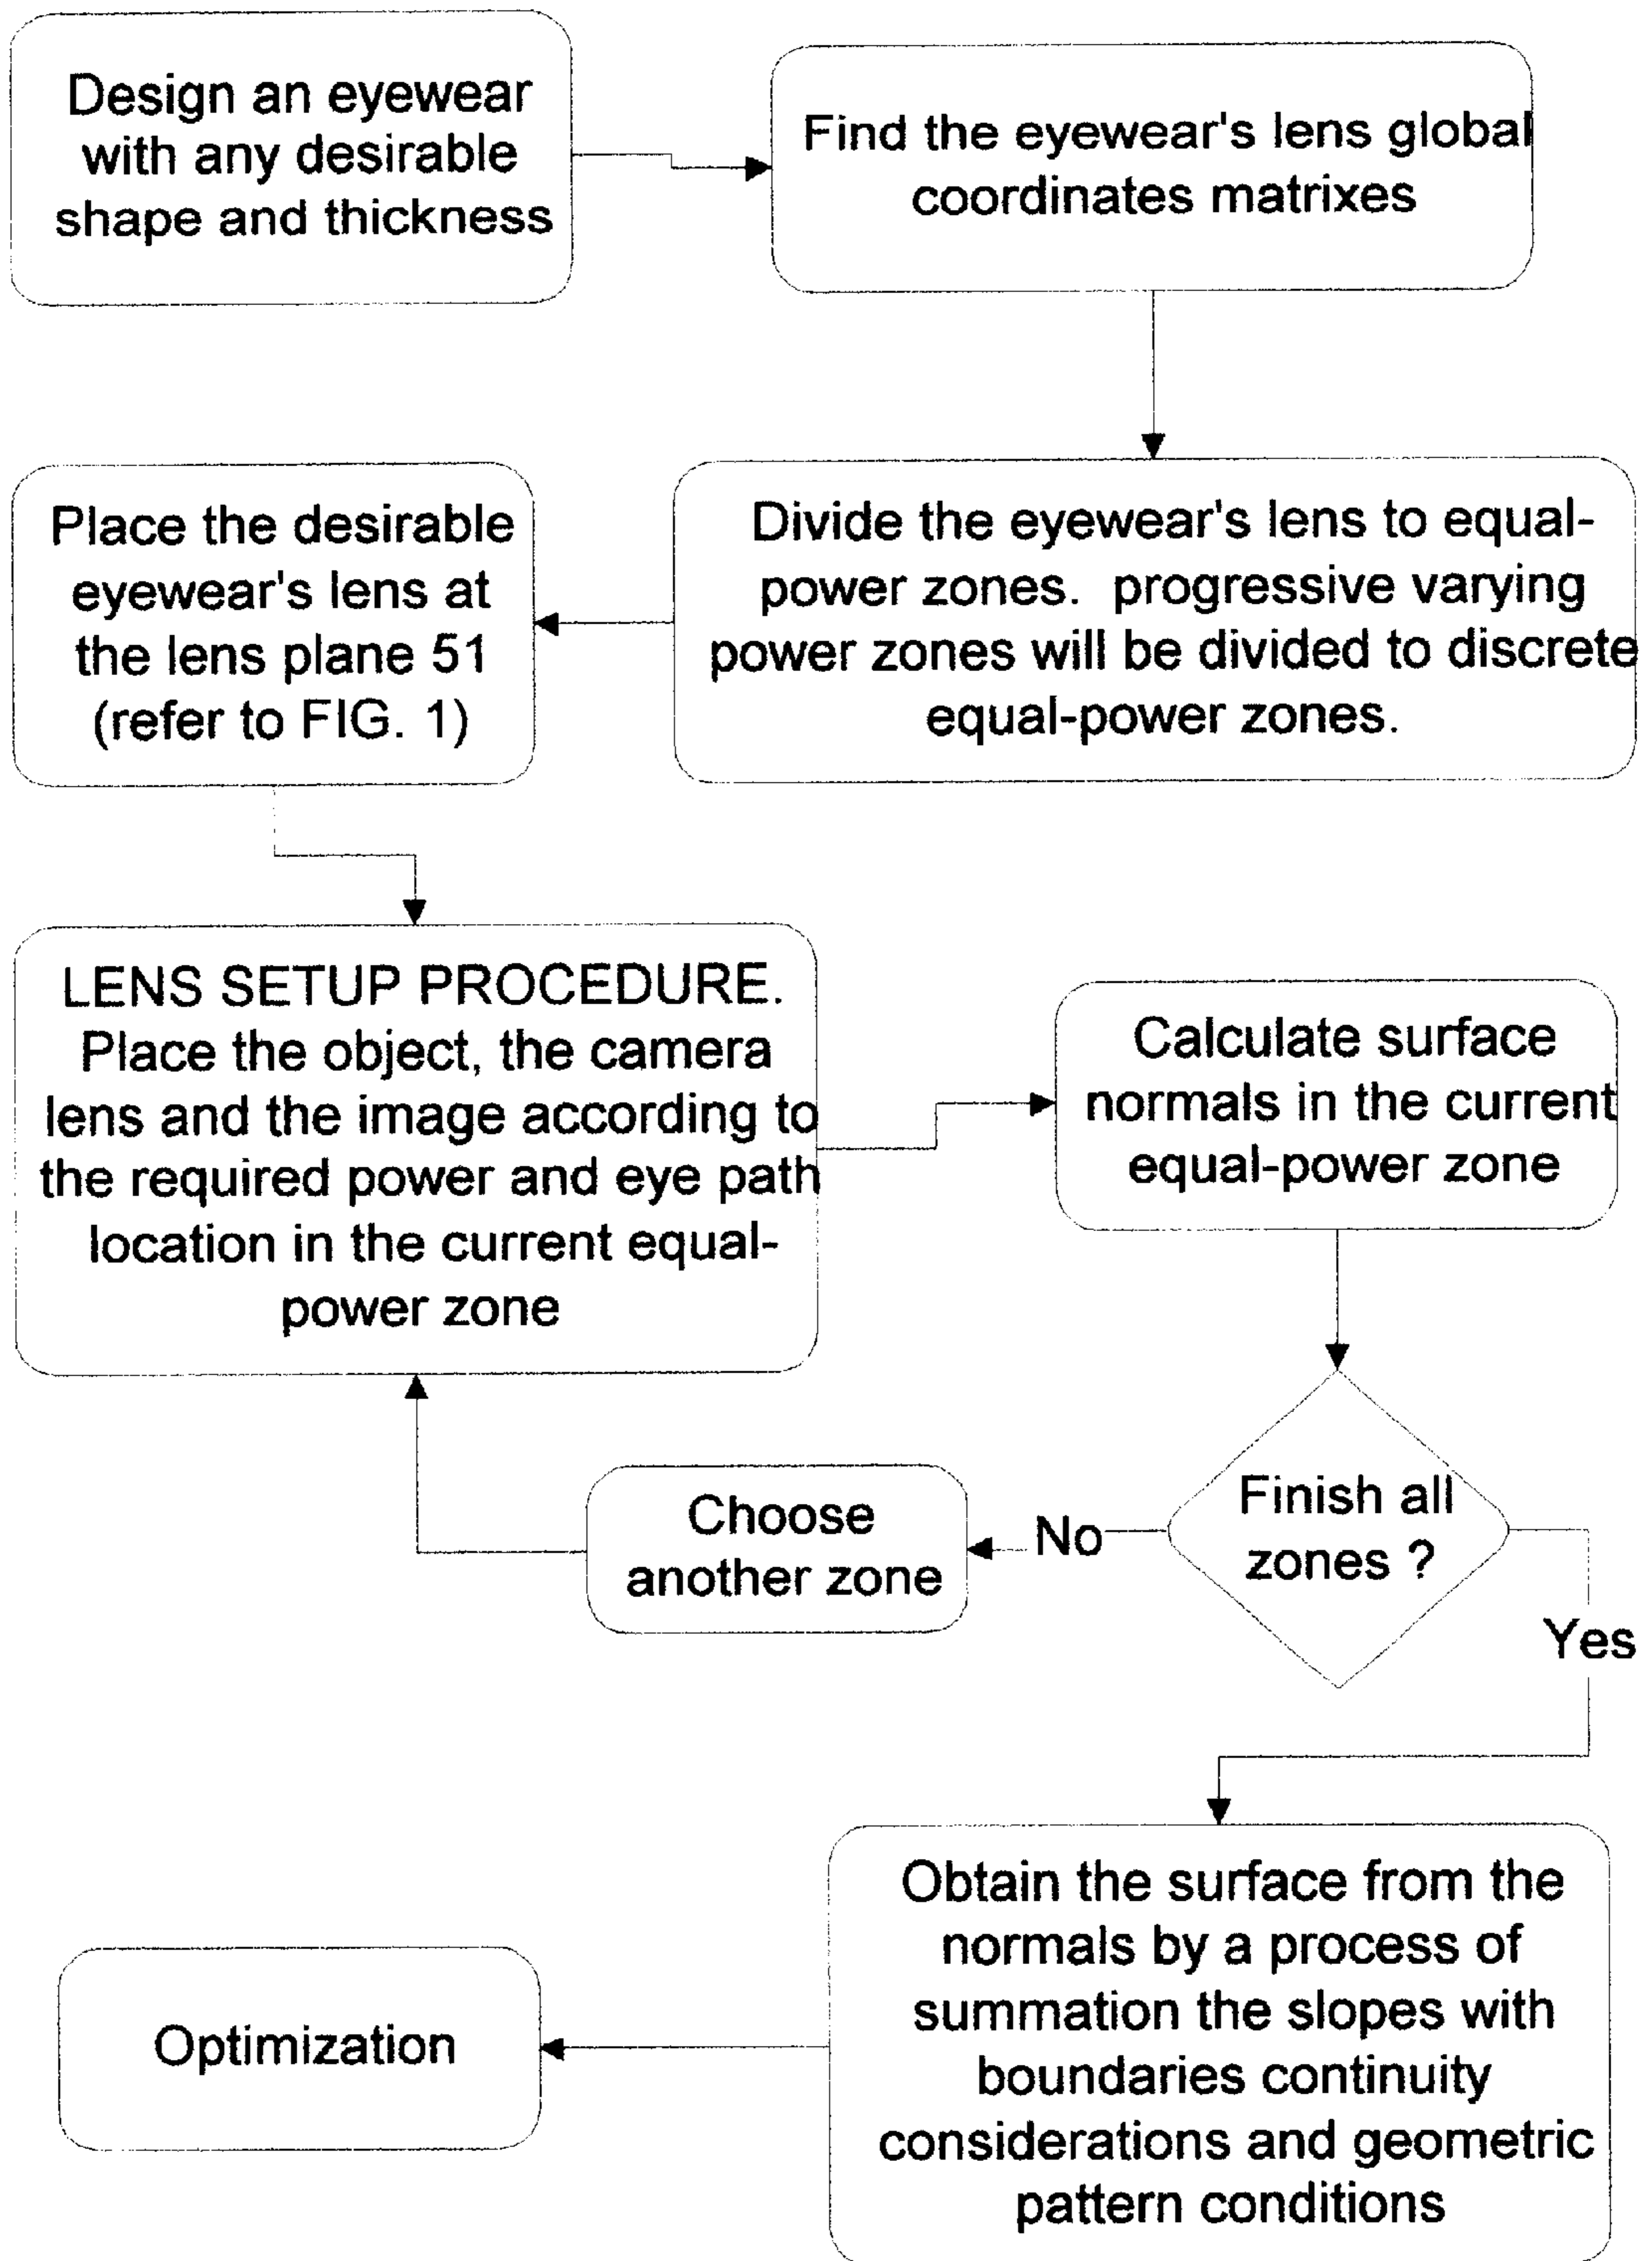 Design an eyewear
with any desirable
shape and thickness
Find the eyewear's lens global
coordinates matrixes
Divide the eyewear's lens to equal-
power zones. progressive varying
power zones will be divided to discrete
equal-power zones.
Place the desirable
eyewear's lens at
the lens plane 51
(refer to FIG. 1)
LENS SETUP PROCEDURE.
Place the object, the camera
lens and the image according to
the required power and eye path
location in the current equal-
power zone
Calculate surface
normals in the current
equal-power zone
Finish all
zones ?
No
Choose
another zone
Yes
Obtain the surface from the
normals by a process of
summation the slopes with
boundaries continuity
considerations and geometric
pattern conditions
Optimization